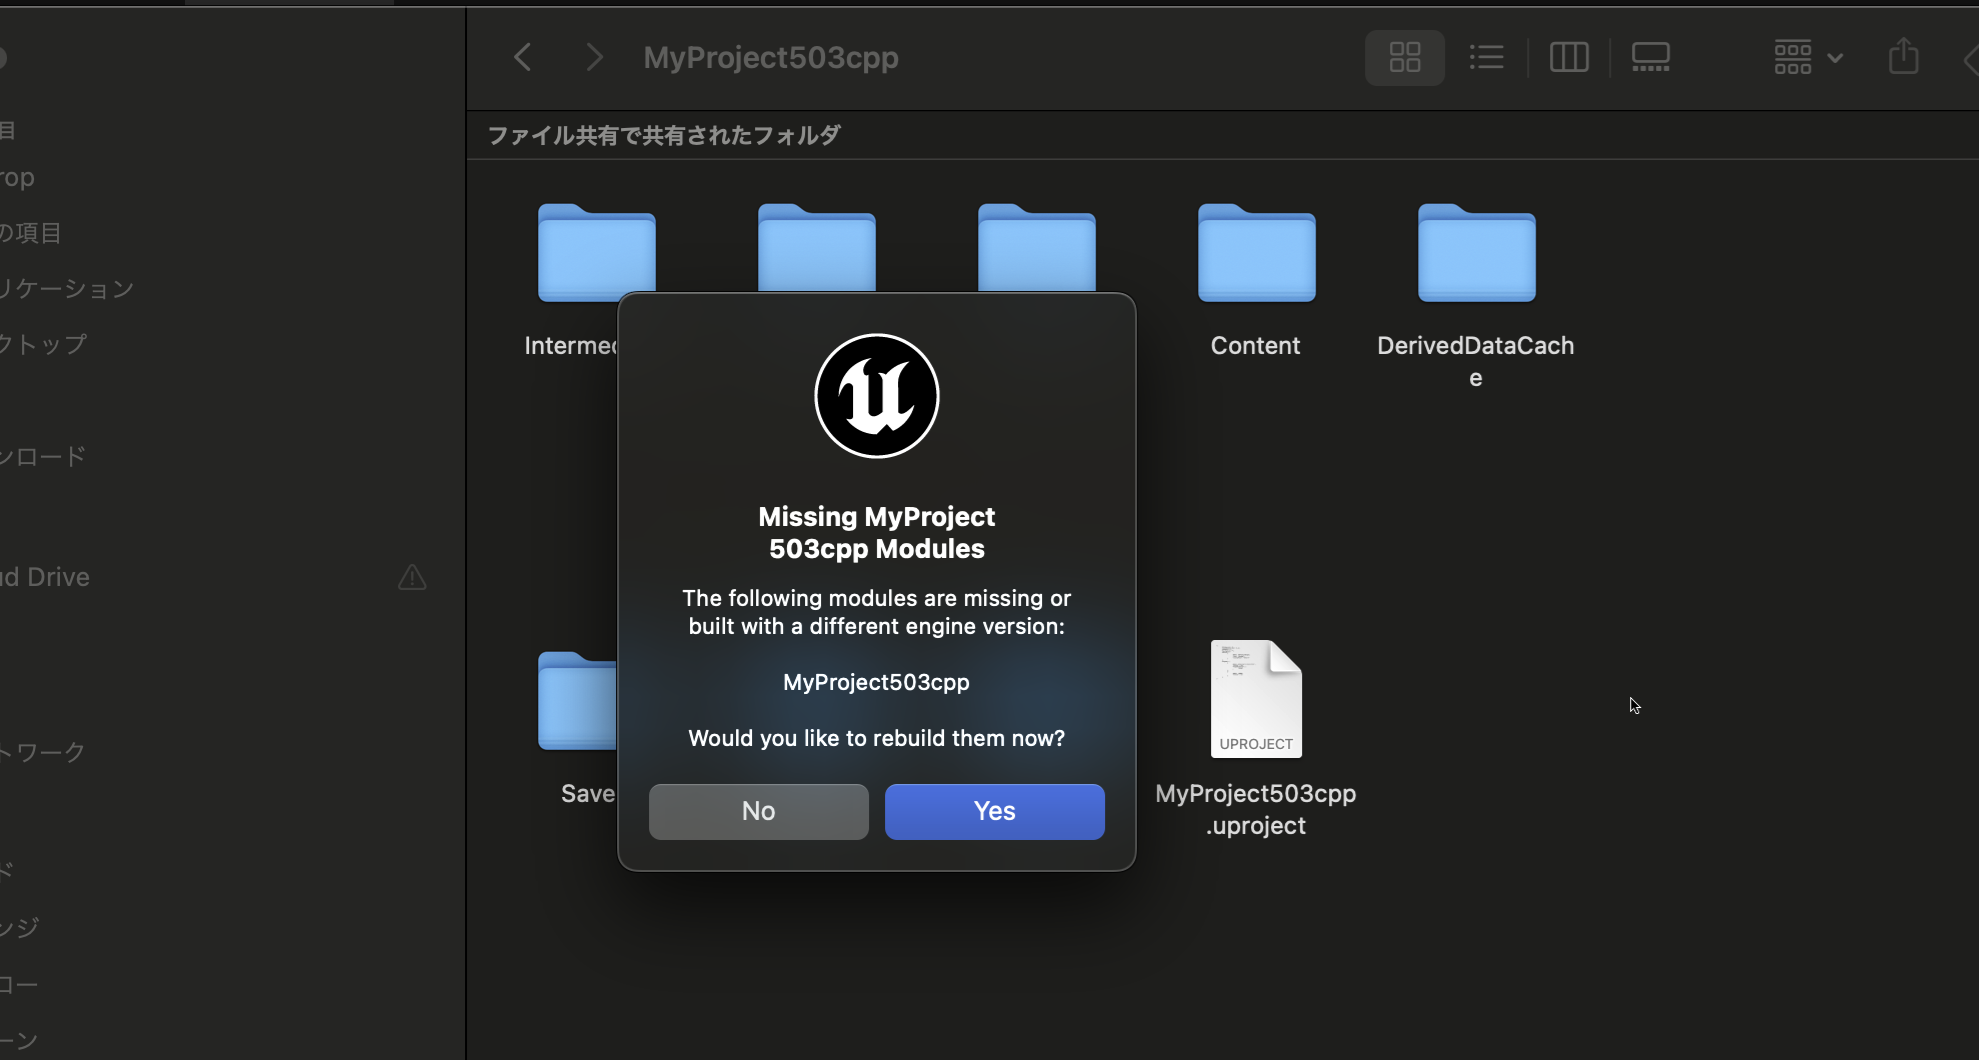 MyProject503cpp
ファイル共有で共有されたフォルダ
目
rop
の項目
リケーション
クトップ
ンロード
ud Drive
トワーク
ド
ンジ
ロー
ーン
Intermed
Content
DerivedDataCach
e
Missing MyProject
503cpp Modules
The following modules are missing or
built with a different engine version:
MyProject503cpp
Would you like to rebuild them now?
No
Yes
Save
UPROJECT
MyProject503cpp
.uproject